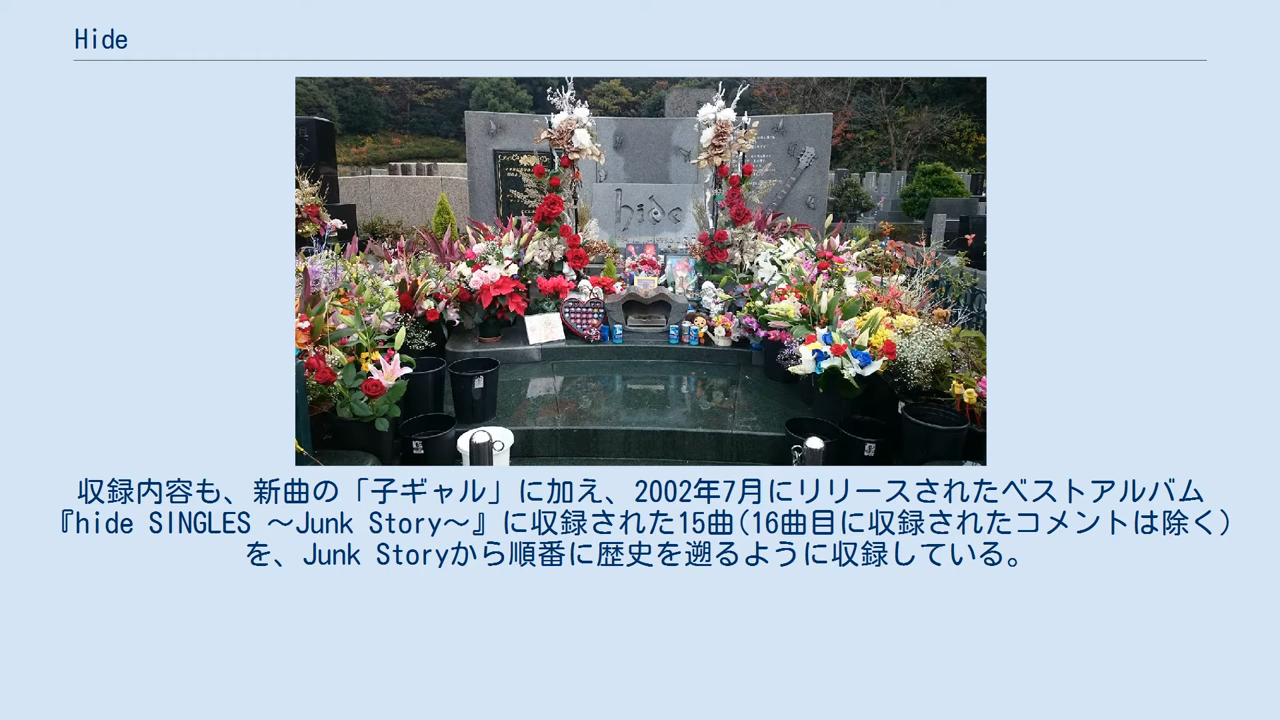 Hide
hide
収録内容も、新曲の「子ギャル」に加え、2002年7月にリリースされたベストアルバム
『hide SINGLES ～Junk Story～』に収録された15曲(16曲目に収録されたコメントは除く)
を、Junk Storyから順番に歴史を遡るように収録している。